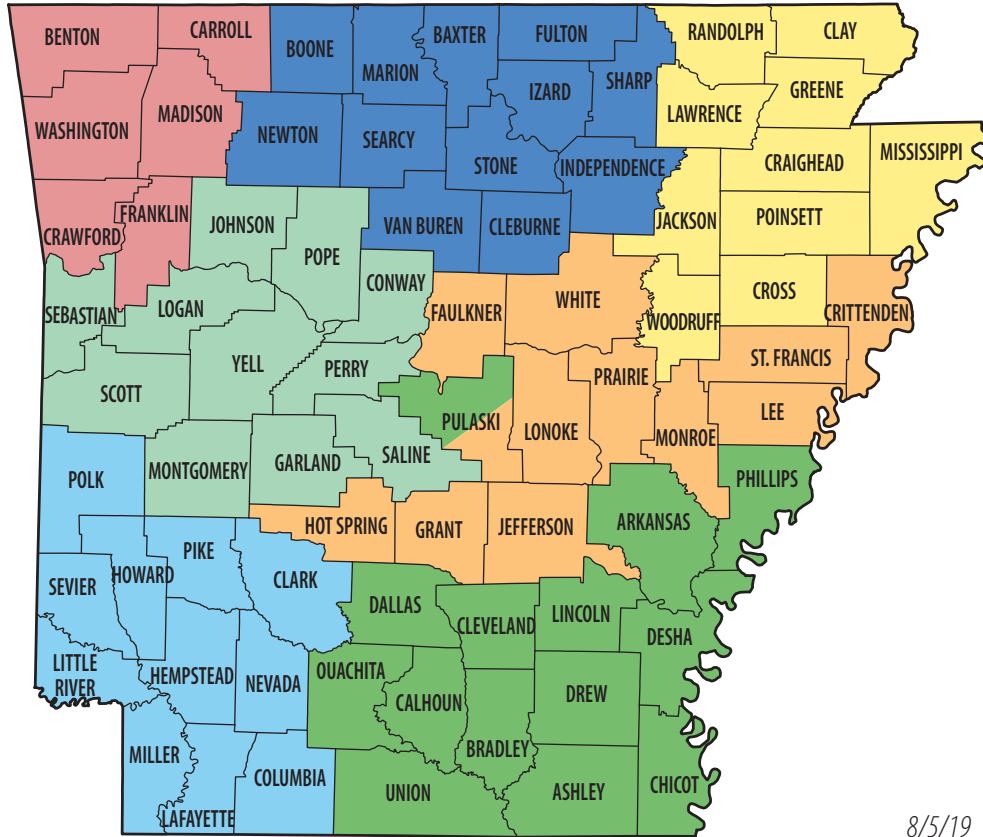 BENTON
CARROLL
BOONE
BAXTER
FULTON
RANDOLPH
CLAY
MARION
SHARP
IZARD
GREENE
LAWRENCE
WASHINGTON
MADISON
NEWTON
SEARCY
STONE
INDEPENDENCE
CRAIGHEAD
MISSISSIPPI
CRAWFORD
FRANKLIN
JOHNSON
POPE
VAN BUREN
CLEBURNE
JACKSON
POINSETT
CONWAY
SEBASTIAN
LOGAN
FAULKNER
WHITE
WOODRUFF
CROSS
CRITTENDEN
SCOTT
YELL
PERRY
PULASKI
LONOKE
PRAIRIE
ST. FRANCIS
LEE
MONROE
POLK
MONTGOMERY
GARLAND
SALINE
PHILLIPS
HOT SPRING
GRANT
JEFFERSON
ARKANSAS
SEVIER
HOWARD
PIKE
CLARK
DALLAS
CLEVELAND
LINCOLN
DESHA
LITTLE
RIVER
HEMPSTEAD
NEVADA
OUACHITA
CALHOUN
DREW
MILLER
LAFAYETTE
COLUMBIA
UNION
BRADLEY
ASHLEY
CHICOT
8/5/19